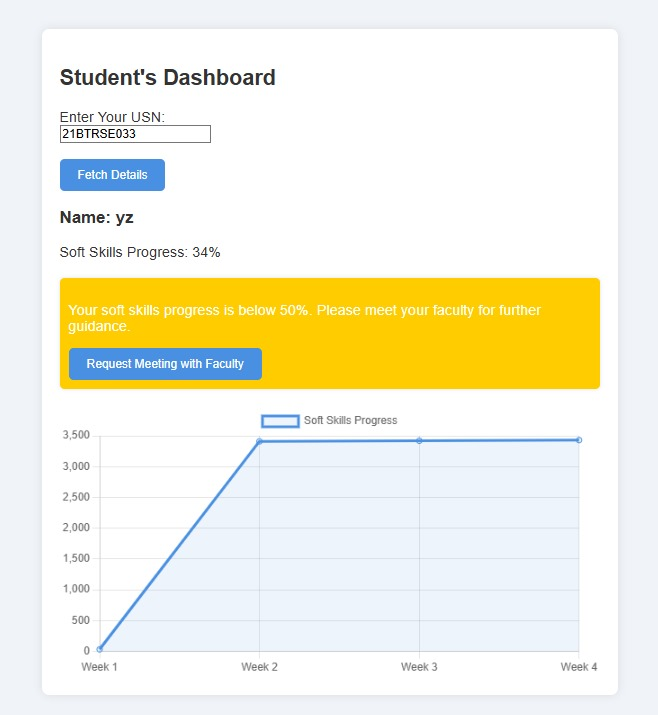 Student's Dashboard
Enter Your USN:
21BTRSE033
Fetch Details
Name: yz
Soft Skills Progress: 34%
Your soft skills progress is below 50%. Please meet your faculty for further
guidance.
Request Meeting with Faculty
Soft Skills Progress
3,500
3,000
2,500
2,000
1,500
1,000
500
0
Week 1 Week 2 Week 3 Week 4